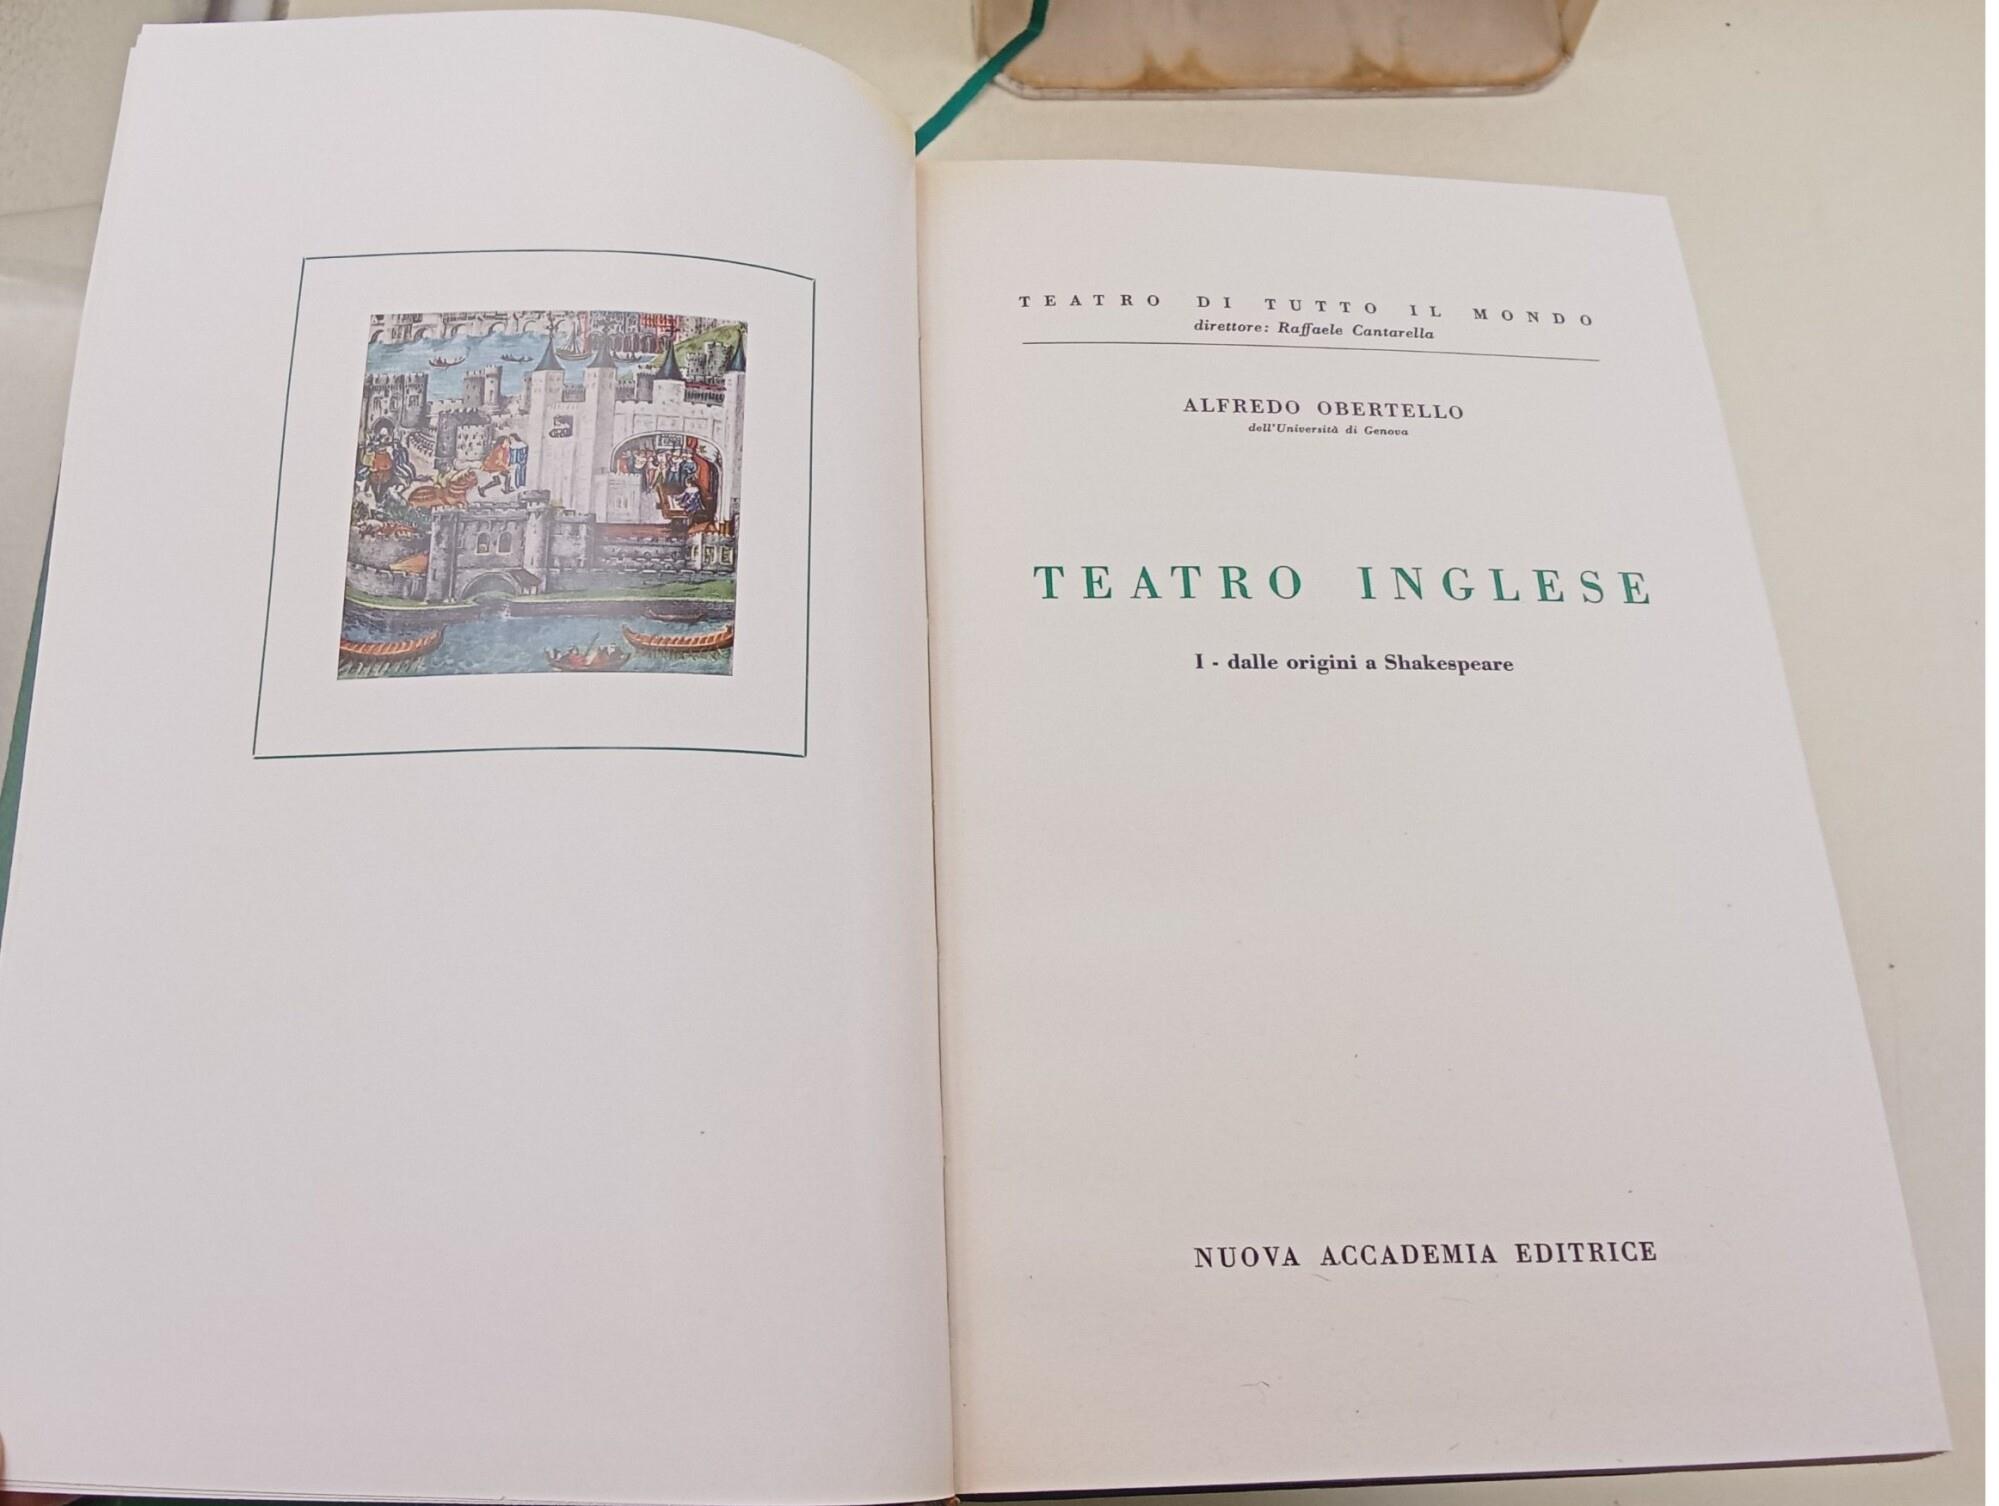 TEATRO DI TUTTO IL MONDO
direttore: Raffaele Cantarella
ALFREDO OBERTELLO
dell'Università di Genova
TEATRO INGLESE
I - dalle origini a Shakespeare
NUOVA ACCADEMIA EDITRICE